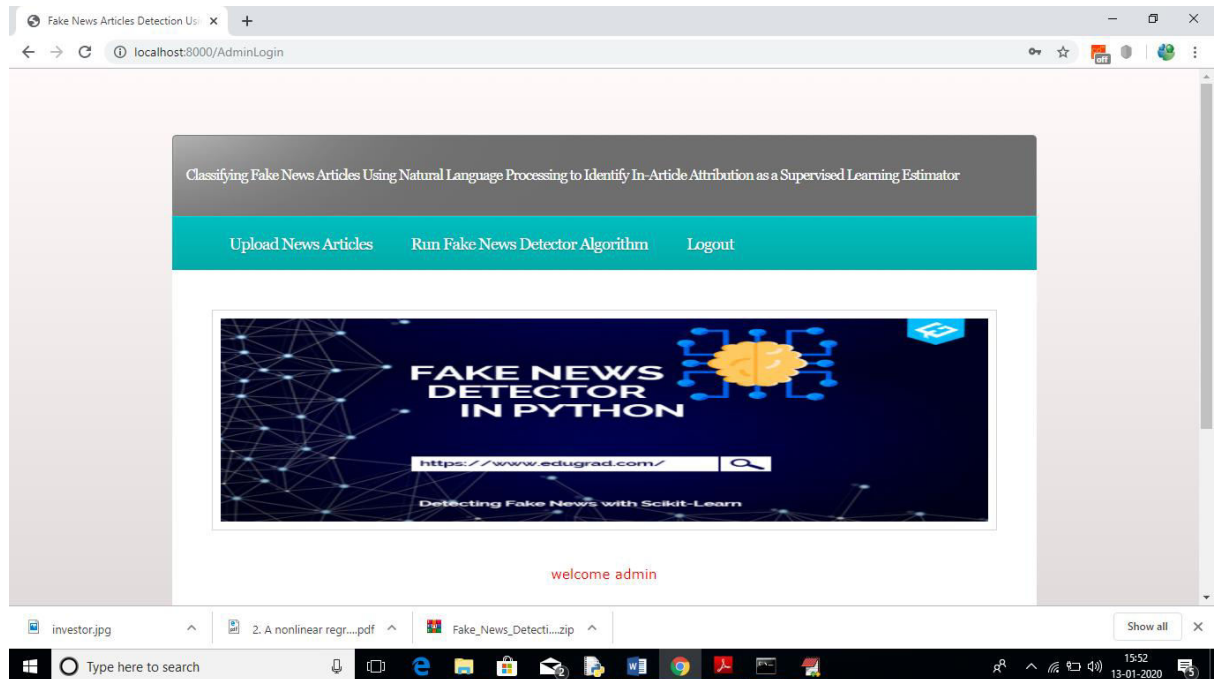 Fake News Articles Detection Us
localhost:8000/AdminLogin
off
Classifying Fake News Articles Using Natural Language Processing to Identify In-Article Attribution as a Supervised Learning Estimator
Upload News Articles Run Fake News Detector Algorithm Logout
FAKE NEWS
DETECTOR
IN PYTHON
https://www.edugrad.com/
Detecting Fake News with Scikit-Learn
welcome admin
investor.jpg 2. A nonlinear regr....pdf Fake_News_Detecti....zip Show all
Type here to search 2 15:52
13-01-2020 5